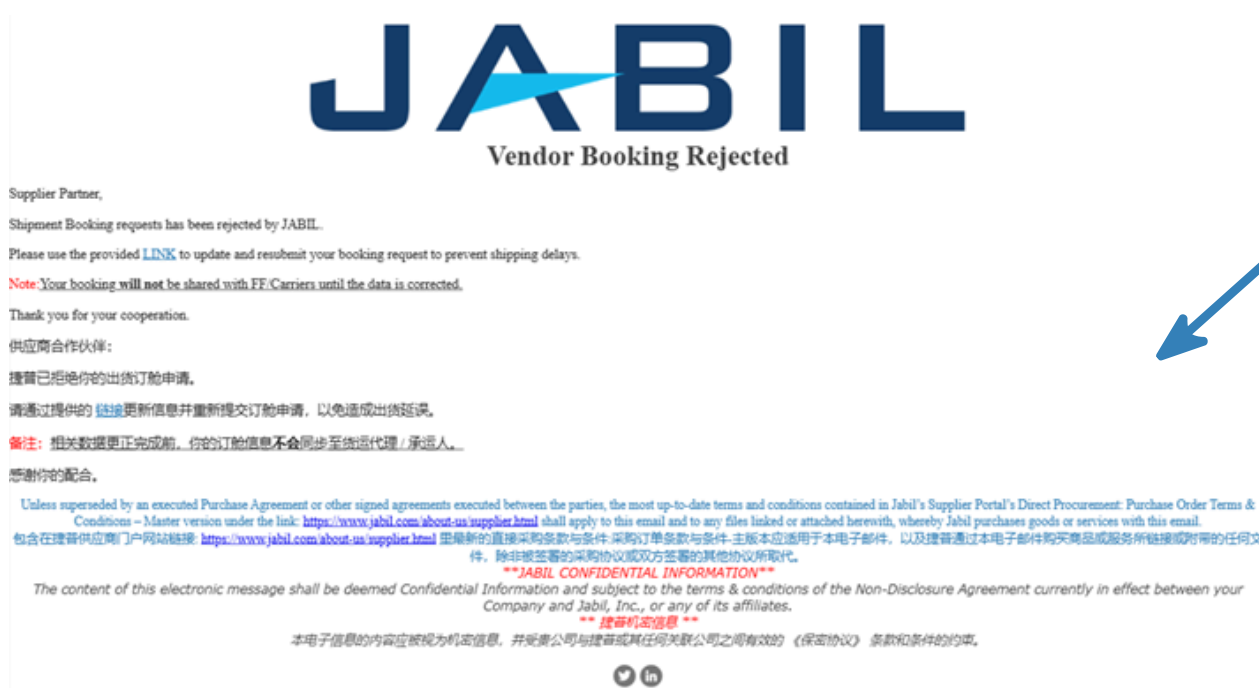 JABIL
Vendor Booking Rejected
Supplier Partner,
Shipment Booking requests has been rejected by JABIL.
Please use the provided LINK to update and resubmit your booking request to prevent shipping delays.
Note:Your booking will not be shared with FF/Carriers until the data is corrected.
Thank you for your cooperation.
供应商合作伙伴：
捷普已拒绝你的出货订舱申请。
请通过提供的 链接更新信息并重新提交订舱申请，以免造成出货延误。
备注：相关数据更正完成前，你的订舱信息不会同步至货运代理 / 承运人。
感谢你的配合。
Unless superseded by an executed Purchase Agreement or other signed agreements executed between the parties, the most up-to-date terms and conditions contained in Jabil's Supplier Portal's Direct Procurement: Purchase Order Terms &
Conditions – Master version under the link: https://www.jabil.com/about-us/supplier.html shall apply to this email and to any files linked or attached herewith, whereby Jabil purchases goods or services with this email.
包含在捷普供应商门户网站链接: https://www.jabil.com/about-us/supplier.html 里最新的直接采购条款与条件:采购订单条款与条件-主版本应适用于本电子邮件，以及捷普通过本电子邮件购买商品或服务所链接或附带的任何文
件，除非被签署的采购协议或双方签署的其他协议所取代。
**JABIL CONFIDENTIAL INFORMATION**
The content of this electronic message shall be deemed Confidential Information and subject to the terms & conditions of the Non-Disclosure Agreement currently in effect between your
Company and Jabil, Inc., or any of its affiliates.
** 捷普机密信息 **
本电子信息的内容应被视为机密信息，并受贵公司与捷普或其任何关联公司之间有效的 《保密协议》 条款和条件的约束。